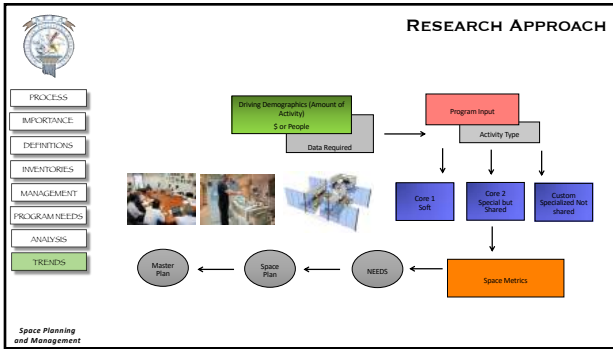 RESEARCH APPROACH
PROCESS
IMPORTANCE
DEFINITIONS
INVENTORIES
MANAGEMENT
PROGRAM NEEDS
ANALYSIS
TRENDS
Driving Demographics (Amount of
Activity)
$ or People
Data Required
Program Input
Activity Type
Core 1
Soft
Core 2
Special but
Shared
Custom
Specialized Not
shared
Master
Plan
Space
Plan
NEEDS
Space Metrics
Space Planning
and Management